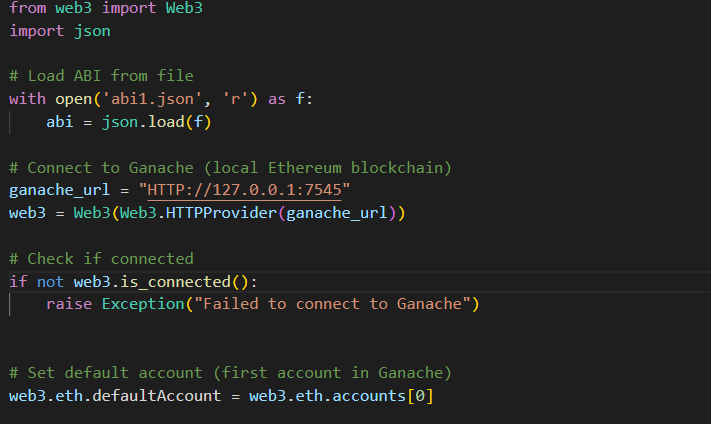 from web3 import Web3
import json
# Load ABI from file
with open('abi1.json', 'r') as f:
    abi = json.load(f)
# Connect to Ganache (local Ethereum blockchain)
ganache_url = "HTTP://127.0.0.1:7545"
web3 = Web3(Web3.HTTPProvider(ganache_url))
# Check if connected
if not web3.is_connected():
    raise Exception("Failed to connect to Ganache")
# Set default account (first account in Ganache)
web3.eth.defaultAccount = web3.eth.accounts[0]